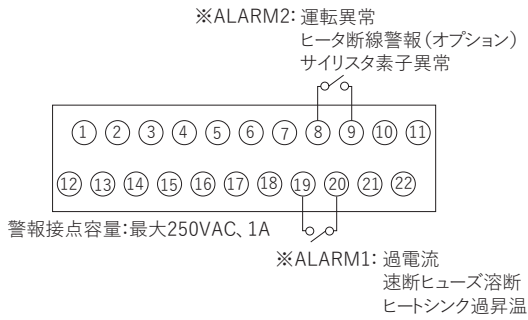 ※ALARM2: 運転異常
ヒータ断線警報(オプション)
サイリスタ素子異常
1 2 3 4 5 6 7 8 9 10 11
12 13 14 15 16 17 18 19 20 21 22
警報接点容量:最大250VAC、1A
※ALARM1: 過電流
速断ヒューズ溶断
ヒートシンク過昇温